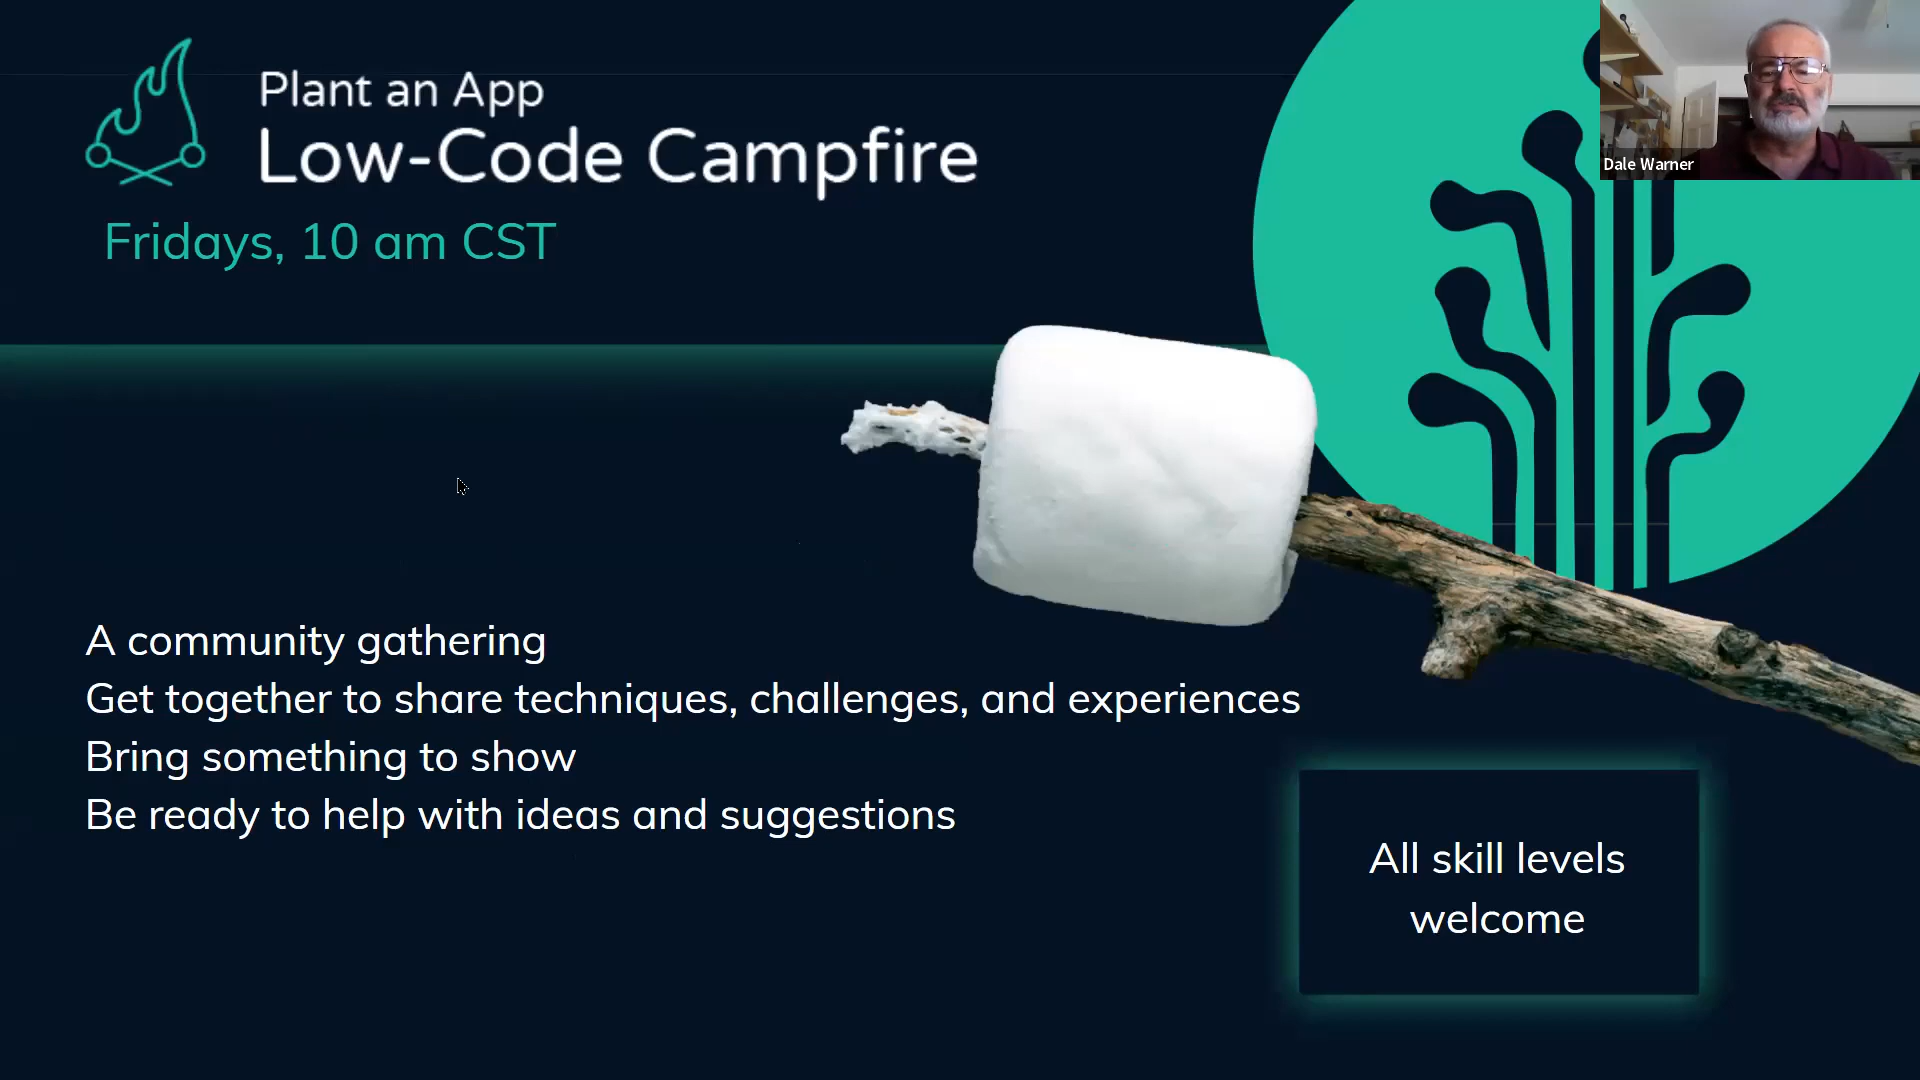 Plant an App
Low-Code Campfire
Fridays, 10 am CST
Dale Warner
A community gathering
Get together to share techniques, challenges, and experiences
Bring something to show
Be ready to help with ideas and suggestions
All skill levels
welcome